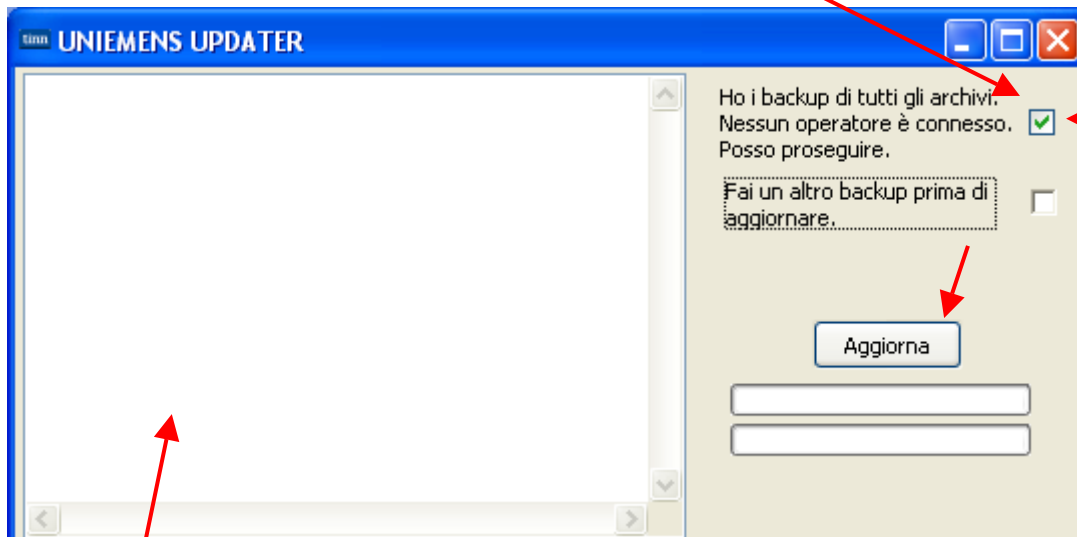 tinn UNIEMENS UPDATER
Ho i backup di tutti gli archivi.
Nessun operatore è connesso.
Posso proseguire.
Fai un altro backup prima di
aggiornare.
Aggiorna